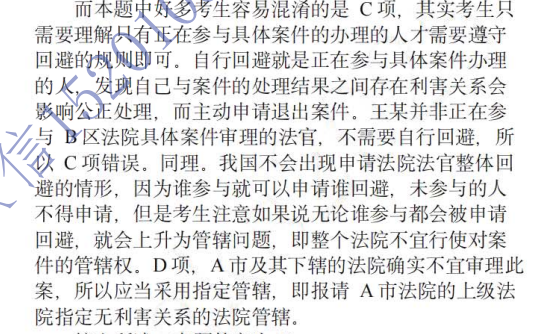 而本题中好多考生容易混淆的是 C 项，其实考生只
需要理解只有正在参与具体案件的办理的人才需要遵守
回避的规则即可。自行回避就是正在参与具体案件办理
的人，发现自己与案件的处理结果之间存在利害关系会
影响公正处理，而主动申请退出案件。王某并非正在参
与 B 区法院具体案件审理的法官，不需要自行回避，所
以 C 项错误。同理。我国不会出现申请法院法官整体回
避的情形，因为谁参与就可以申请谁回避，未参与的人
不得申请，但是考生注意如果说无论谁参与都会被申请
回避，就会上升为管辖问题，即整个法院不宜行使对案
件的管辖权。D 项，A 市及其下辖的法院确实不宜审理此
案，所以应当采用指定管辖，即报请 A 市法院的上级法
院指定无利害关系的法院管辖。